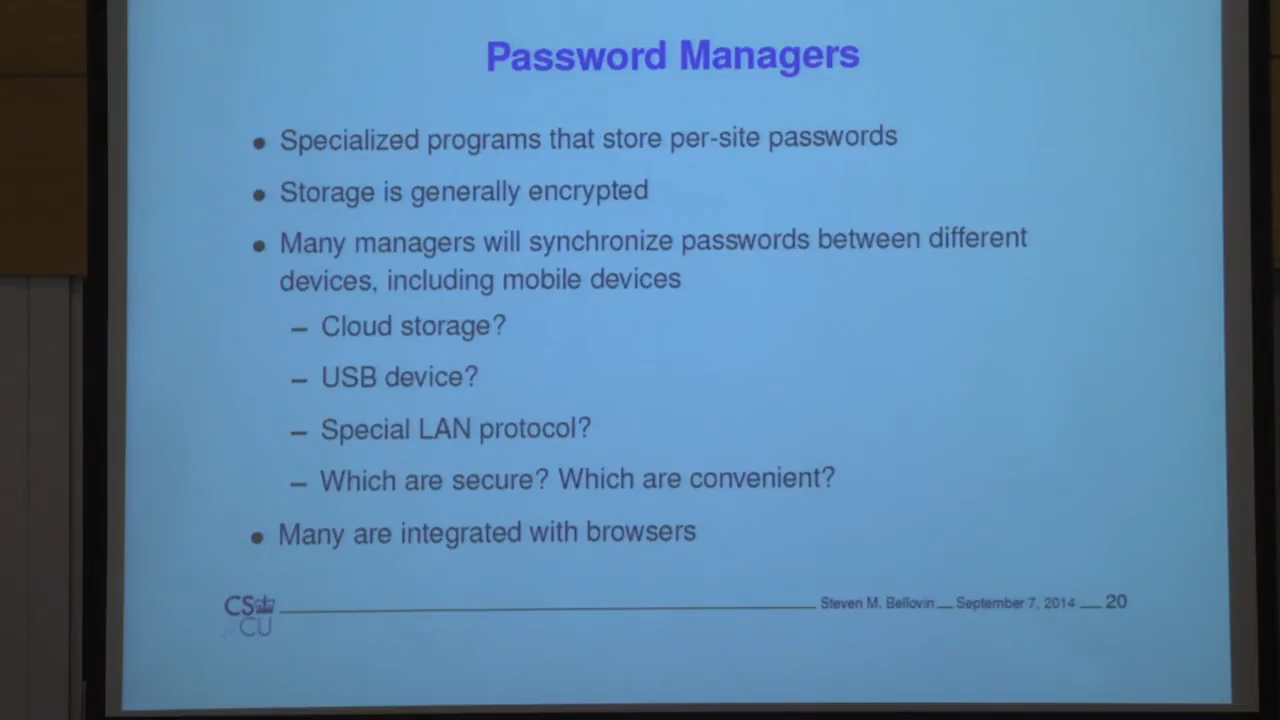 Password Managers
● Specialized programs that store per-site passwords
● Storage is generally encrypted
● Many managers will synchronize passwords between different
devices, including mobile devices
– Cloud storage?
– USB device?
– Special LAN protocol?
– Which are secure? Which are convenient?
● Many are integrated with browsers
CS
CU
Steven M. Bellovin __ September 7, 2014 __ 20